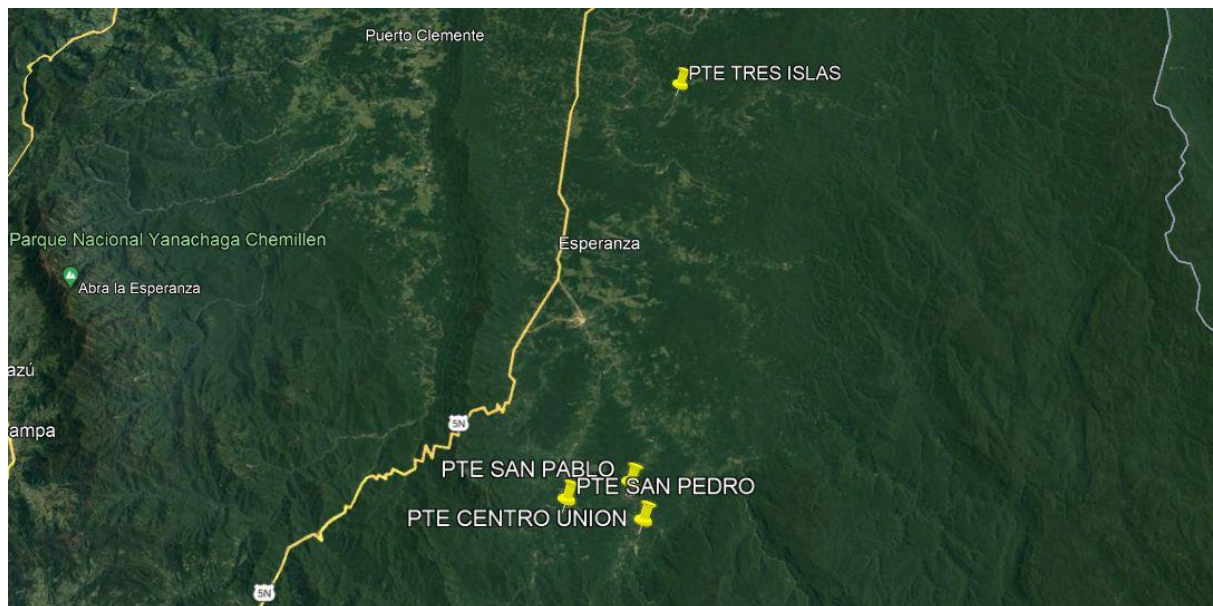 Puerto Clemente
PTE TRES ISLAS
Parque Nacional Yanachaga Chemillen
Esperanza
Abra la Esperanza
azú
5N
ampa
PTE SAN PABLO
PTE SAN PEDRO
PTE CENTRO UNION
5N